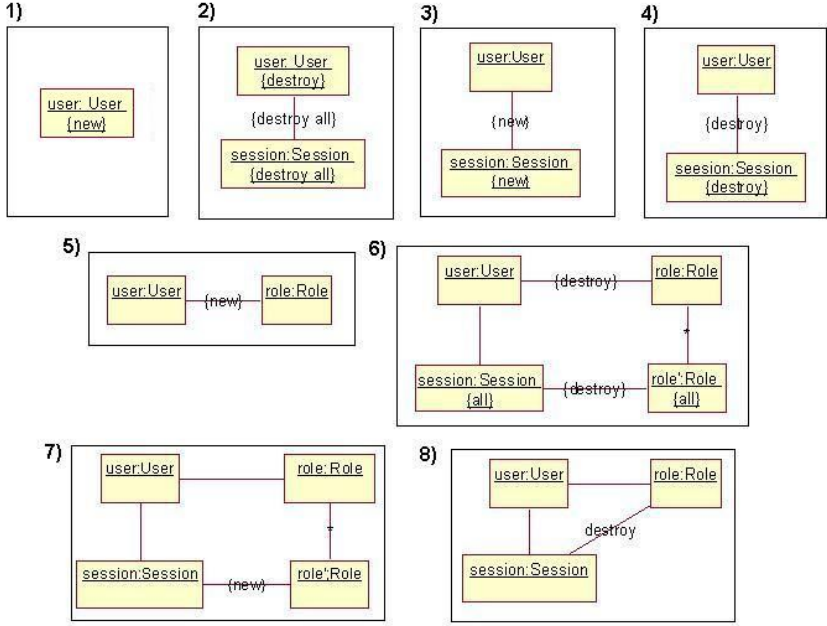 1)
user: User
{new}
2)
user: User
{destroy}
{destroy all}
session:Session
{destroy all}
3)
user:User
{new}
session:Session
{new}
4)
user:User
{destroy}
seesion:Session
{destroy}
5)
user:User
{new}
role:Role
6)
user:User
{destroy}
role:Role
*
session:Session
{all}
{destroy}
role':Role
{all}
7)
user:User
role:Role
*
session:Session
{new}
role';Role
8)
user:User
role:Role
destroy
session:Session